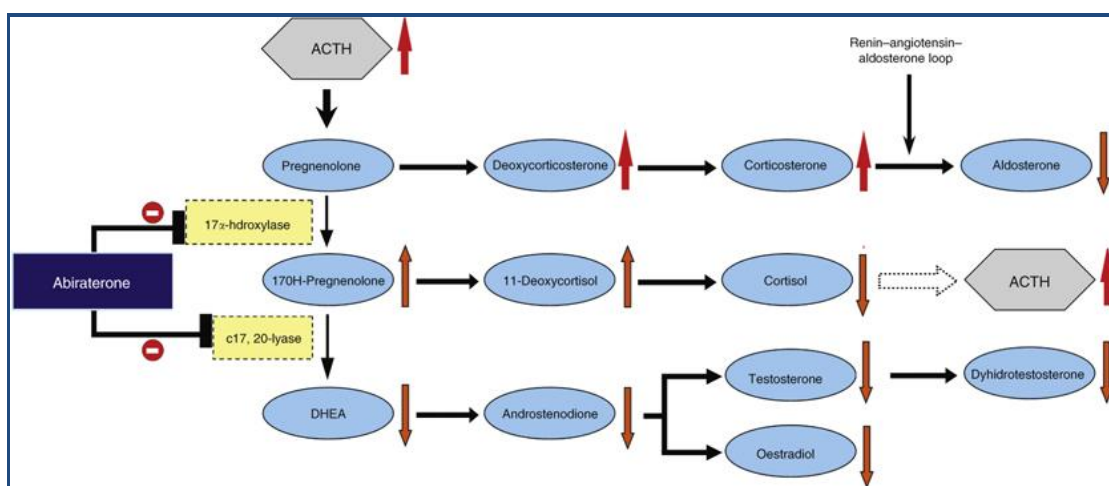 ACTH
Renin–angiotensin–
aldosterone loop
Pregnenolone
Deoxycorticosterone
Corticosterone
Aldosterone
17α-hdroxylase
Abiraterone
170H-Pregnenolone
11-Deoxycortisol
Cortisol
ACTH
c17, 20-lyase
DHEA
Androstenodione
Testosterone
Dyhidrotestosterone
Oestradiol